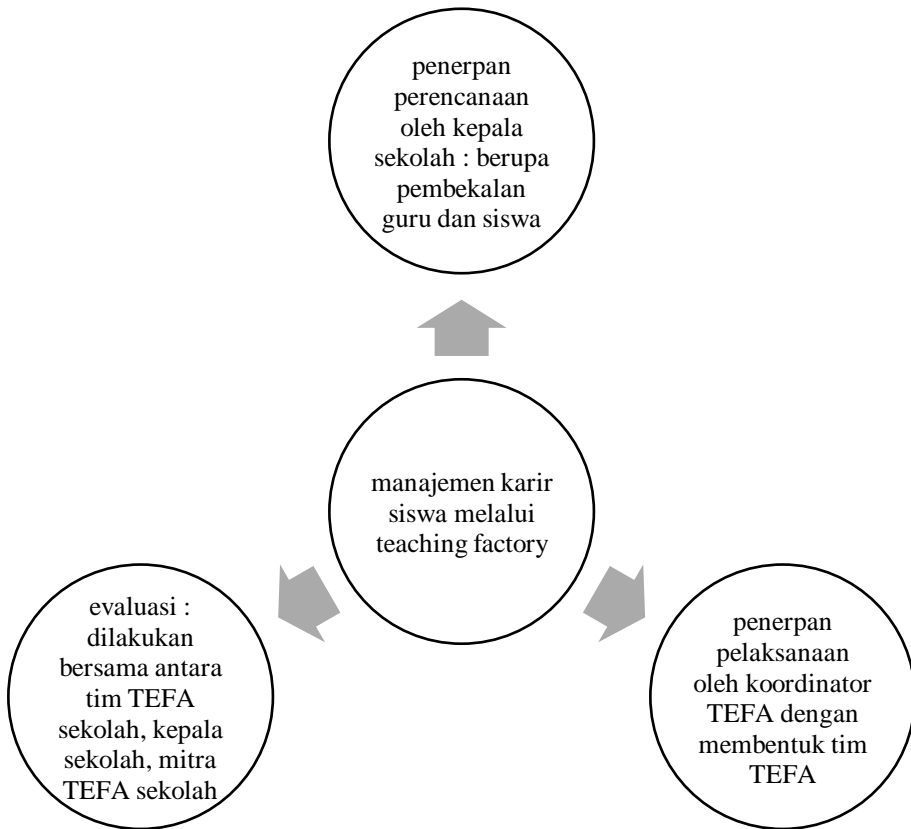 penerpan
perencanaan
oleh kepala
sekolah : berupa
pembekalan
guru dan siswa
manajemen karir
siswa melalui
teaching factory
evaluasi :
dilakukan
bersama antara
tim TEFA
sekolah, kepala
sekolah, mitra
TEFA sekolah
penerpan
pelaksanaan
oleh koordinator
TEFA dengan
membentuk tim
TEFA